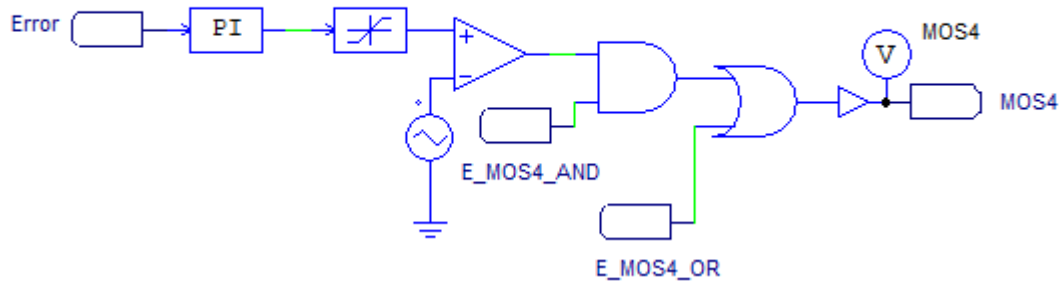 Error
PI
V
MOS4
MOS4
E_MOS4_AND
E_MOS4_OR